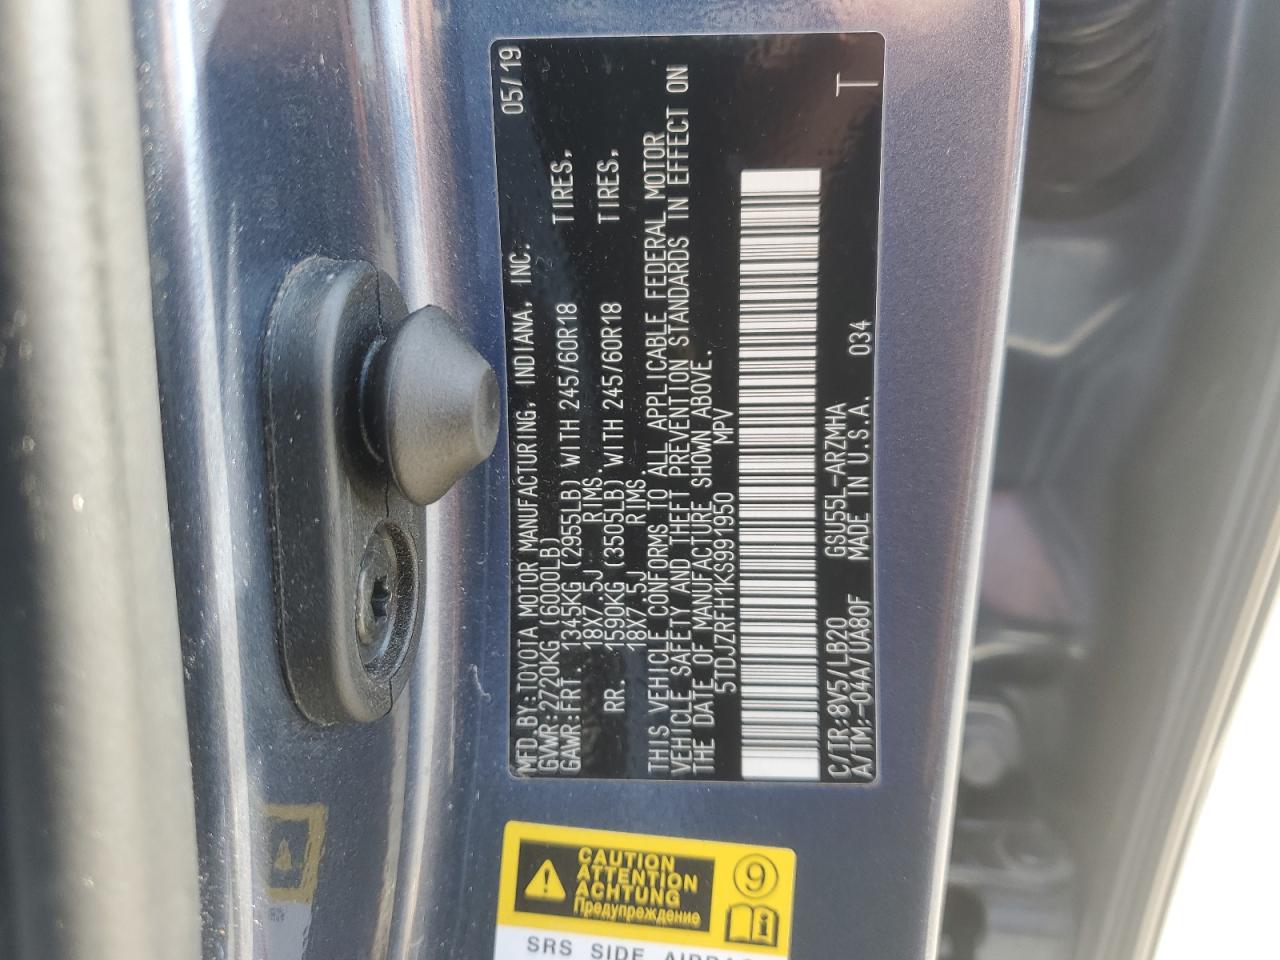 MFD.BY:TOYOTA MOTOR MANUFACTURING, INDIANA, INC. 05/19
GVWR:2720KG (6000LB)
GAWR:FRT. 1345KG (2955LB) WITH 245/60R18 TIRES,
18X7.5J RIMS.
RR. 1590KG (3505LB) WITH 245/60R18 TIRES,
18X7.5J RIMS.
THIS VEHICLE CONFORMS TO ALL APPLICABLE FEDERAL MOTOR
VEHICLE SAFETY AND THEFT PREVENTION STANDARDS IN EFFECT ON
THE DATE OF MANUFACTURE SHOWN ABOVE.
5TDJZRFH1KS991950 MPV
C/TR:8V5/LB20 GSU55L-ARZMHA
A/TM:-04A/UA80F MADE IN U.S.A. 034 T
CAUTION
ATTENTION
ACHTUNG
Предупреждение
9
SRS SIDE AIRBAG